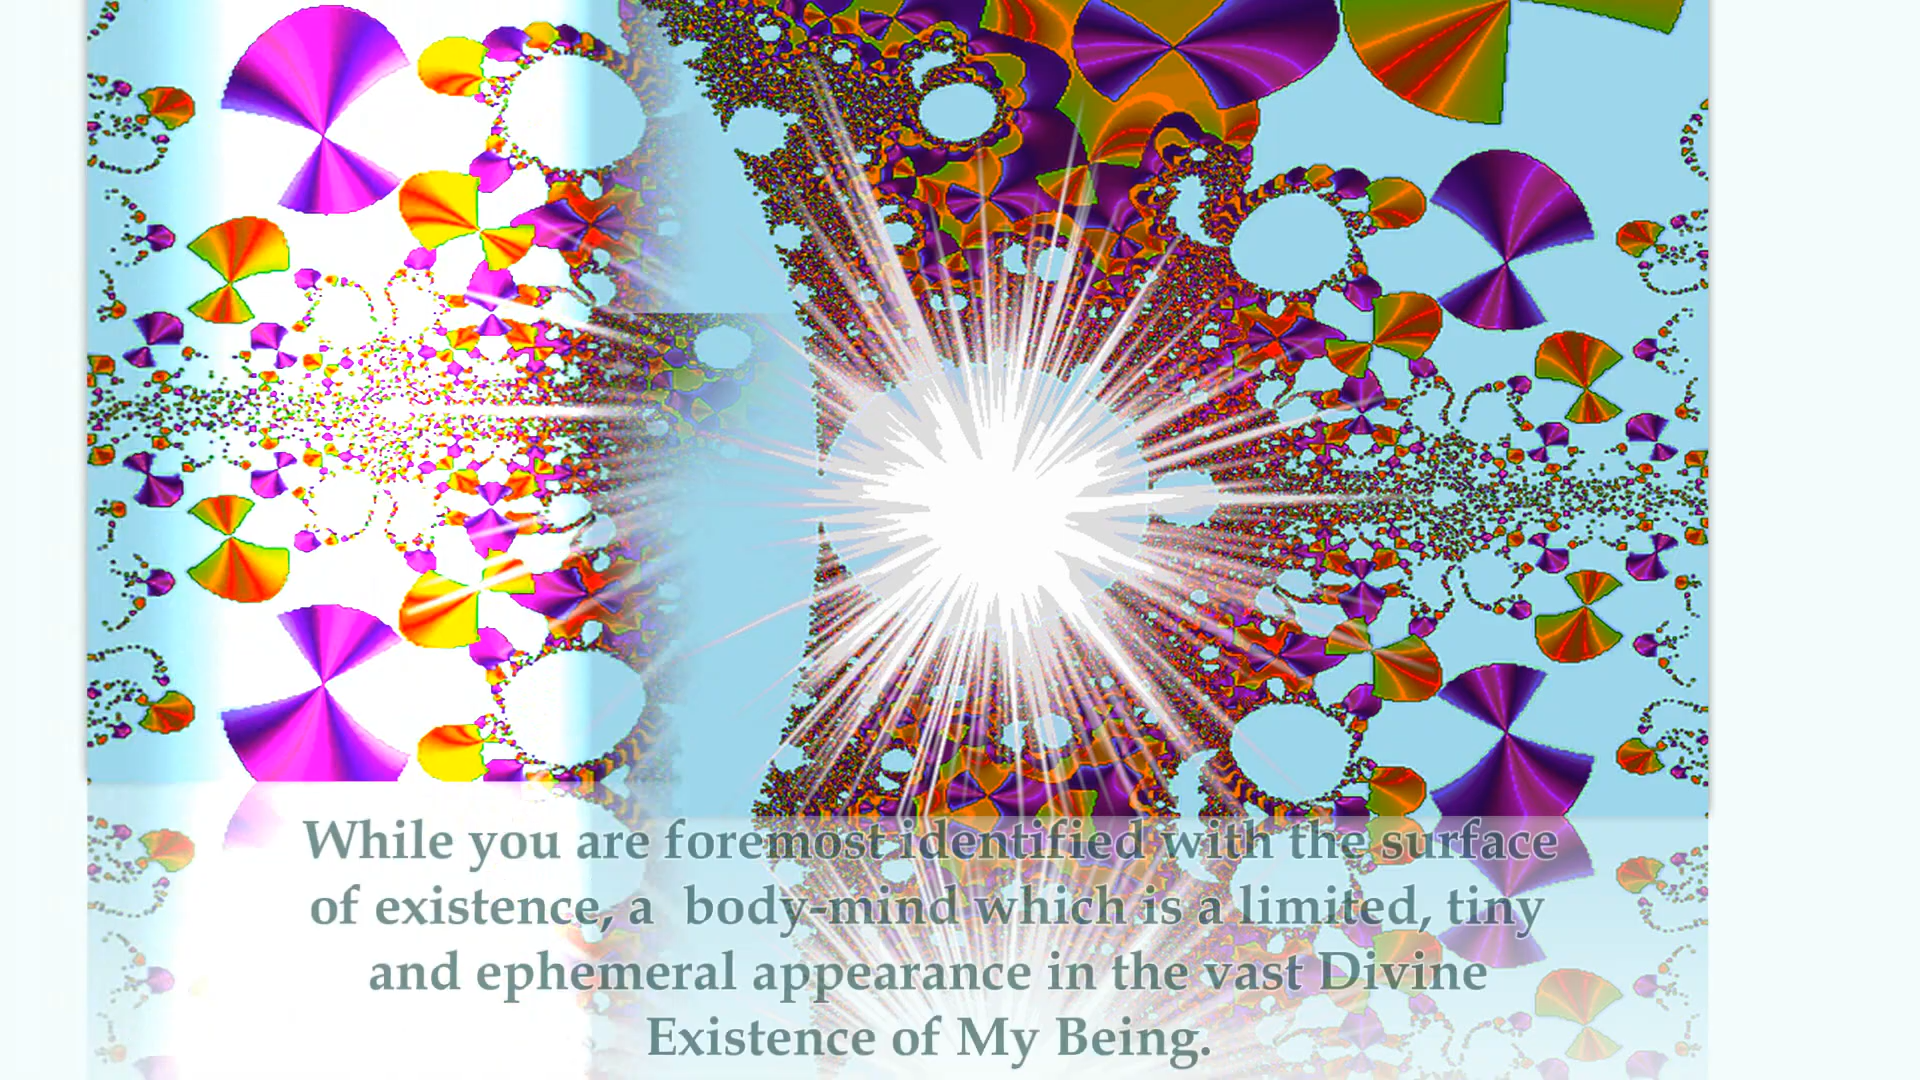 While you are foremost identified with the surface
of existence, a  body-mind which is a limited, tiny
and ephemeral appearance in the vast Divine
Existence of My Being.